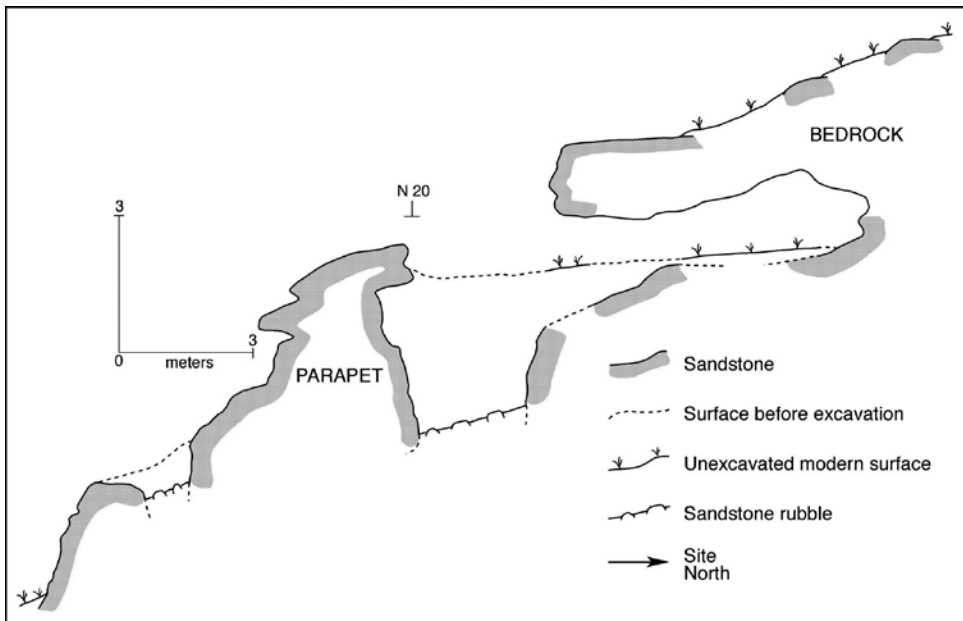 BEDROCK
N 20
3
3
0
meters
PARAPET
Sandstone
Surface before excavation
Unexcavated modern surface
Sandstone rubble
Site
North